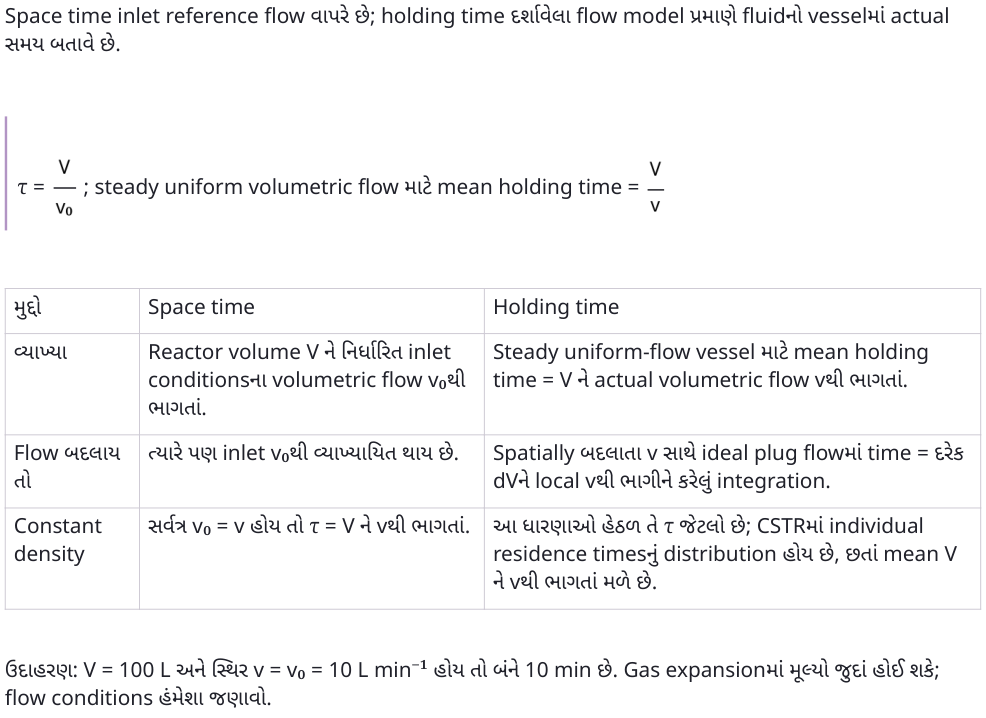 Space time inlet reference flow વાપરે છે; holding time દર્શાવેલા flow model પ્રમાણે fluidનો vesselમાં actual
સમય બતાવે છે.
τ = V / v₀ ; steady uniform volumetric flow માટે mean holding time = V / v
મુદ્દો
Space time
Holding time
વ્યાખ્યા
Reactor volume V ને નિર્ધારિત inlet
conditionsના volumetric flow v₀થી
ભાગતાં.
Steady uniform-flow vessel માટે mean holding
time = V ને actual volumetric flow vથી ભાગતાં.
Flow બદલાય
તો
ત્યારે પણ inlet v₀થી વ્યાખ્યાયિત થાય છે.
Spatially બદલાતા v સાથે ideal plug flowમાં time = દરેક
dVને local vથી ભાગીને કરેલું integration.
Constant
density
સર્વત્ર v₀ = v હોય તો τ = V ને vથી ભાગતાં.
આ ધારણાઓ હેઠળ તે τ જેટલો છે; CSTRમાં individual
residence timesનું distribution હોય છે, છતાં mean V
ને vથી ભાગતાં મળે છે.
ઉદાહરણ: V = 100 L અને સ્થિર v = v₀ = 10 L min⁻¹ હોય તો બંને 10 min છે. Gas expansionમાં મૂલ્યો જુદાં હોઈ શકે;
flow conditions હંમેશા જણાવો.